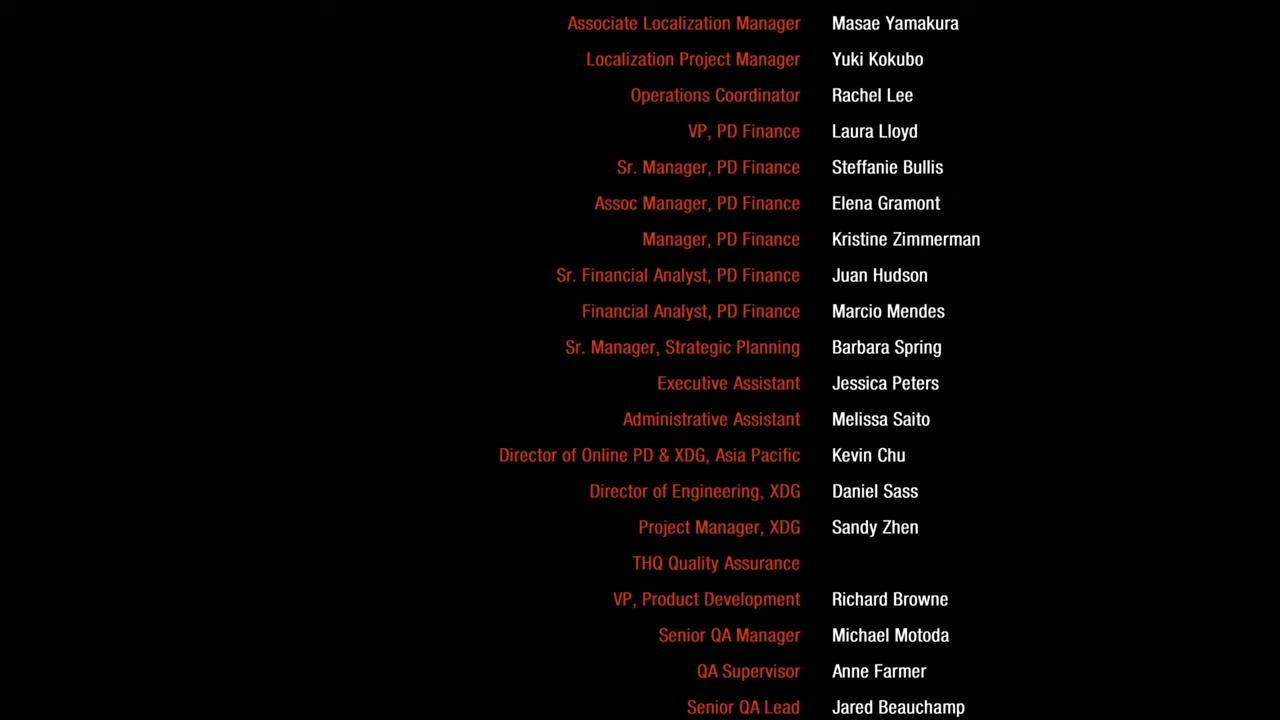 Associate Localization Manager Masae Yamakura
Localization Project Manager Yuki Kokubo
Operations Coordinator Rachel Lee
VP, PD Finance Laura Lloyd
Sr. Manager, PD Finance Steffanie Bullis
Assoc Manager, PD Finance Elena Gramont
Manager, PD Finance Kristine Zimmerman
Sr. Financial Analyst, PD Finance Juan Hudson
Financial Analyst, PD Finance Marcio Mendes
Sr. Manager, Strategic Planning Barbara Spring
Executive Assistant Jessica Peters
Administrative Assistant Melissa Saito
Director of Online PD & XDG, Asia Pacific Kevin Chu
Director of Engineering, XDG Daniel Sass
Project Manager, XDG Sandy Zhen
THQ Quality Assurance
VP, Product Development Richard Browne
Senior QA Manager Michael Motoda
QA Supervisor Anne Farmer
Senior QA Lead Jared Beauchamp